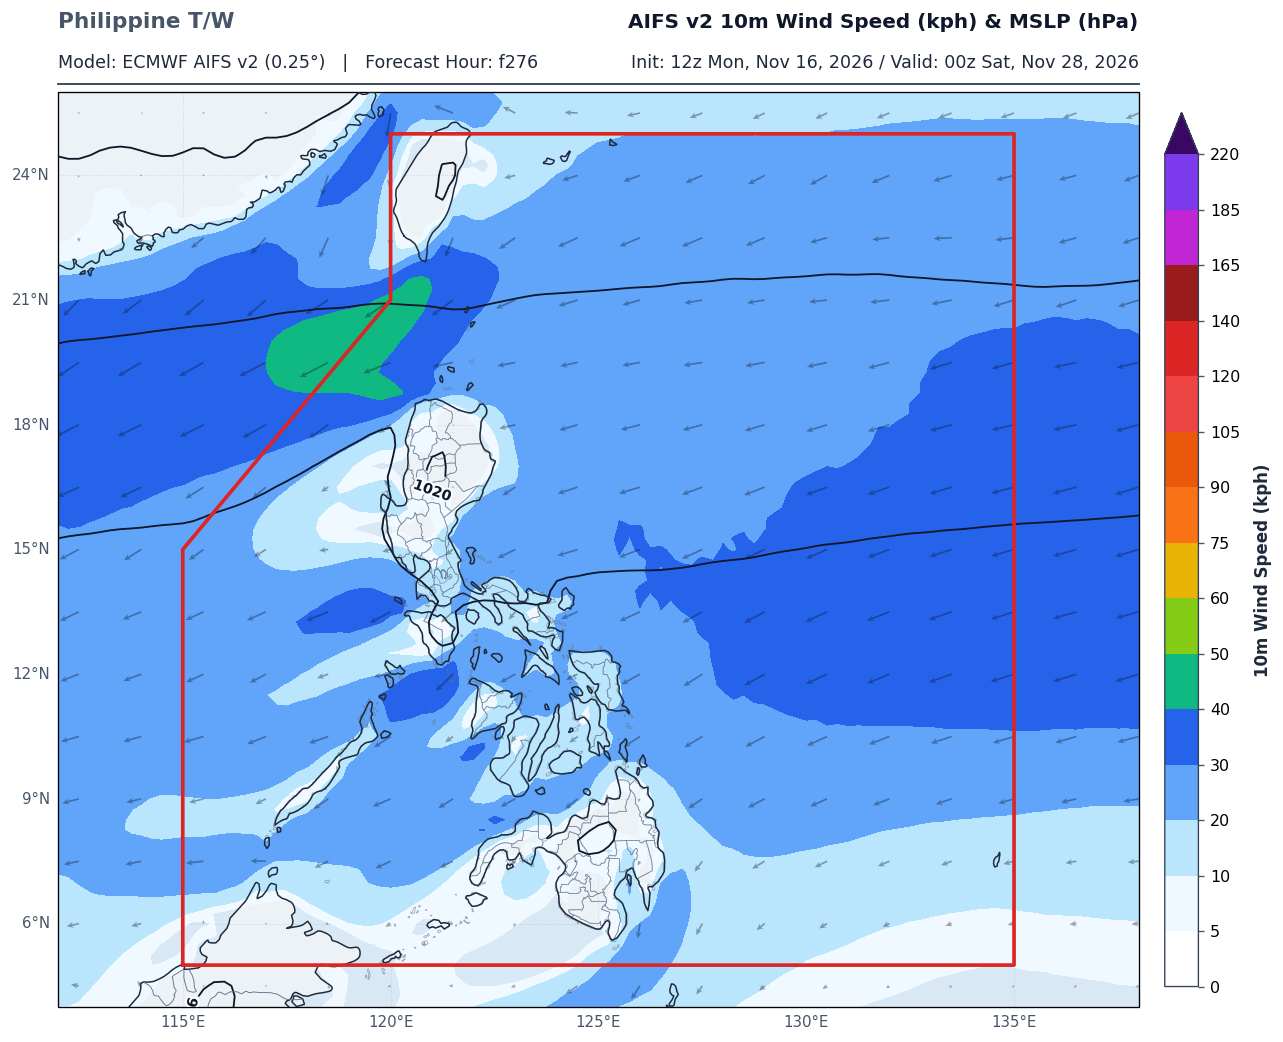 Philippine T/W
AIFS v2 10m Wind Speed (kph) & MSLP (hPa)
Model: ECMWF AIFS v2 (0.25°) | Forecast Hour: f276
Init: 12z Mon, Nov 16, 2026 / Valid: 00z Sat, Nov 28, 2026
24°N
21°N
18°N
15°N
12°N
9°N
6°N
115°E
120°E
125°E
130°E
135°E
1020
220
185
165
140
120
105
90
75
60
50
40
30
20
10
5
0
10m Wind Speed (kph)